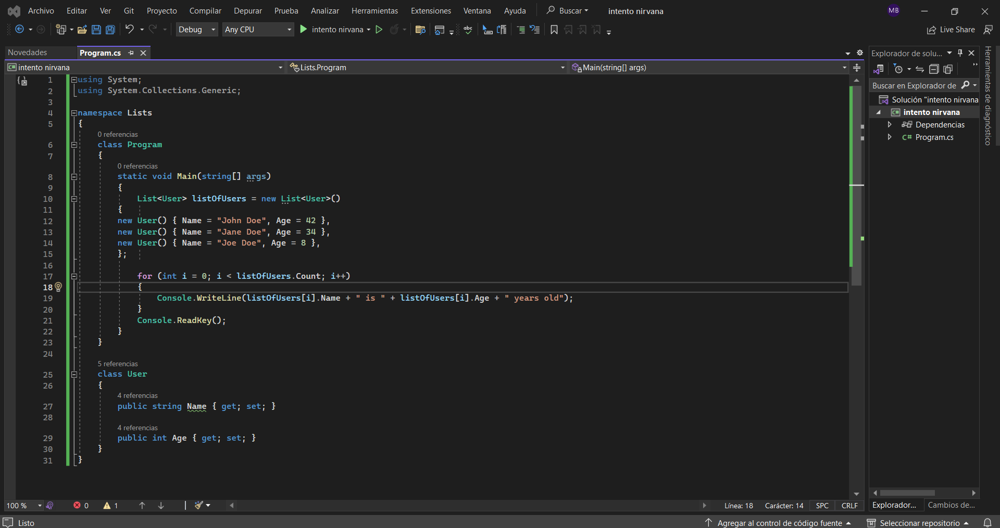 Archivo Editar Ver Git Proyecto Compilar Depurar Prueba Analizar Herramientas Extensiones Ventana Ayuda Buscar intento nirvana MB
Debug Any CPU intento nirvana abc Live Share
Novedades Program.cs
C# intento nirvana Lists.Program Main(string[] args)
1 using System;
2 using System.Collections.Generic;
3
4 namespace Lists
5 {
0 referencias
6 class Program
7 {
0 referencias
8 static void Main(string[] args)
9 {
10 List<User> listOfUsers = new List<User>()
11 {
12 new User() { Name = "John Doe", Age = 42 },
13 new User() { Name = "Jane Doe", Age = 34 },
14 new User() { Name = "Joe Doe", Age = 8 },
15 };
16
17 for (int i = 0; i < listOfUsers.Count; i++)
18 {
19 Console.WriteLine(listOfUsers[i].Name + " is " + listOfUsers[i].Age + " years old");
20 }
21 Console.ReadKey();
22 }
23 }
24
5 referencias
25 class User
26 {
4 referencias
27 public string Name { get; set; }
28
4 referencias
29 public int Age { get; set; }
30 }
31 }
100 % 0 1 Línea: 18 Carácter: 14 SPC CRLF
Explorador de solu...
Buscar en Explorador de
Solución "intento nirvana
C# intento nirvana
Dependencias
C# Program.cs
Explorador... Cambios de...
Herramientas de diagnóstico
Listo Agregar al control de código fuente Seleccionar repositorio